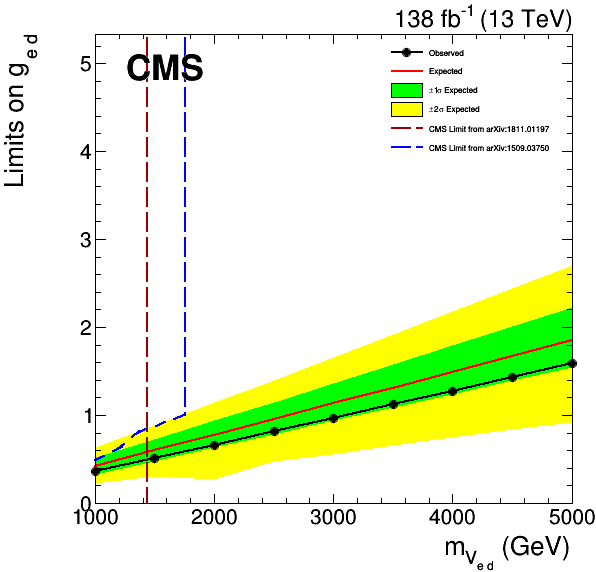 138 fb⁻¹ (13 TeV)
CMS
Observed
Expected
±1σ Expected
±2σ Expected
CMS Limit from arXiv:1811.01197
CMS Limit from arXiv:1509.03750
Limits on g_ed
5
4
3
2
1
0
1000 2000 3000 4000 5000
m_V_ed (GeV)